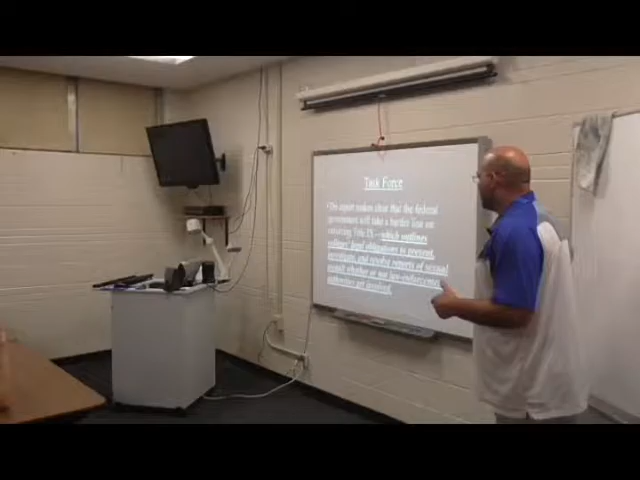 Task Force
•The report makes clear that the federal
government will take a harder line on
enforcing Title IX—which outlines
colleges' legal obligations to prevent,
investigate, and resolve reports of sexual
assault whether or not law-enforcement
authorities get involved.